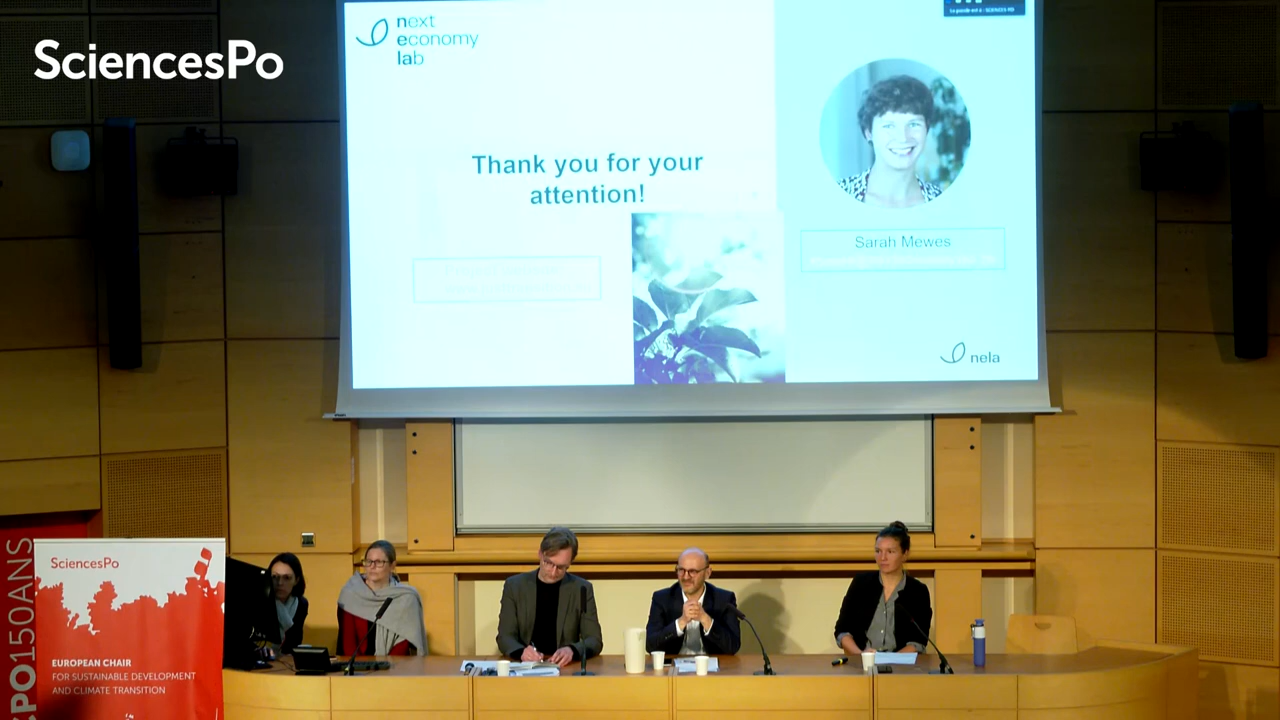 SciencesPo
next
economy
lab
Thank you for your
attention!
Sarah Mewes
nela
SciencesPo
EUROPEAN CHAIR
FOR SUSTAINABLE DEVELOPMENT
AND CLIMATE TRANSITION
PO150ANS